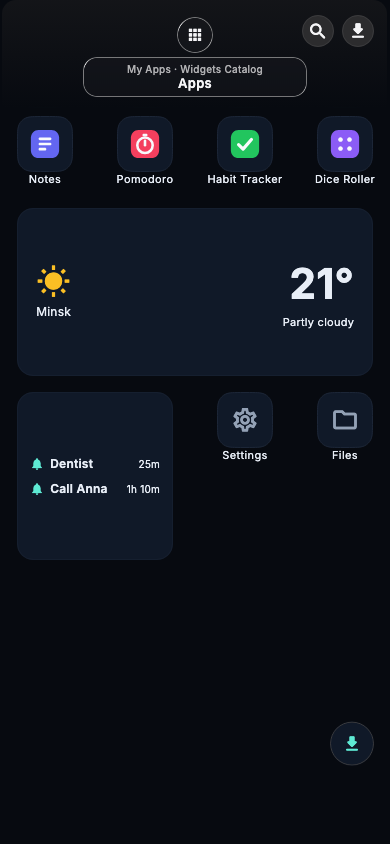 My Apps · Widgets Catalog
Apps
Notes
Pomodoro
Habit Tracker
Dice Roller
Minsk
21°
Partly cloudy
Dentist 25m
Call Anna 1h 10m
Settings
Files